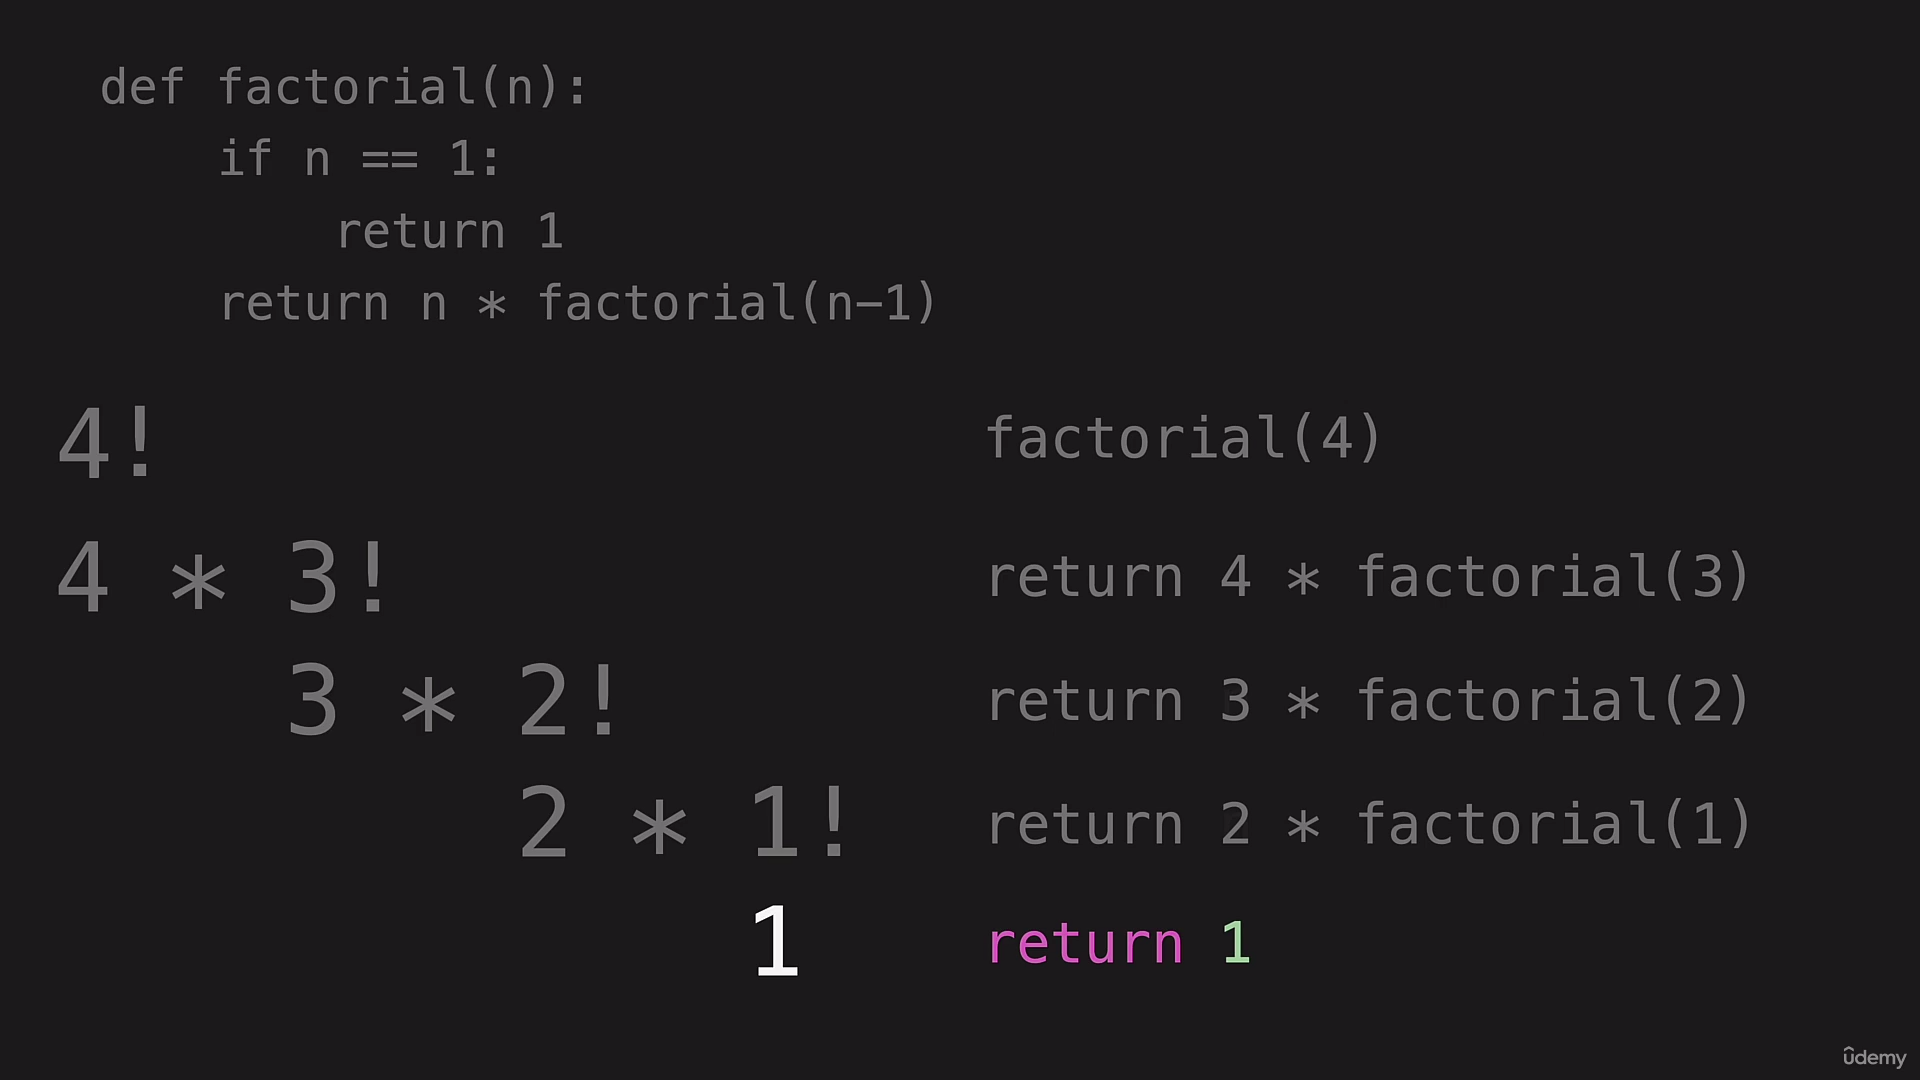 def factorial(n):
    if n == 1:
        return 1
    return n * factorial(n-1)
4!
factorial(4)
4 * 3!
return 4 * factorial(3)
3 * 2!
return 3 * factorial(2)
2 * 1!
return 2 * factorial(1)
1
return 1
ûdemy